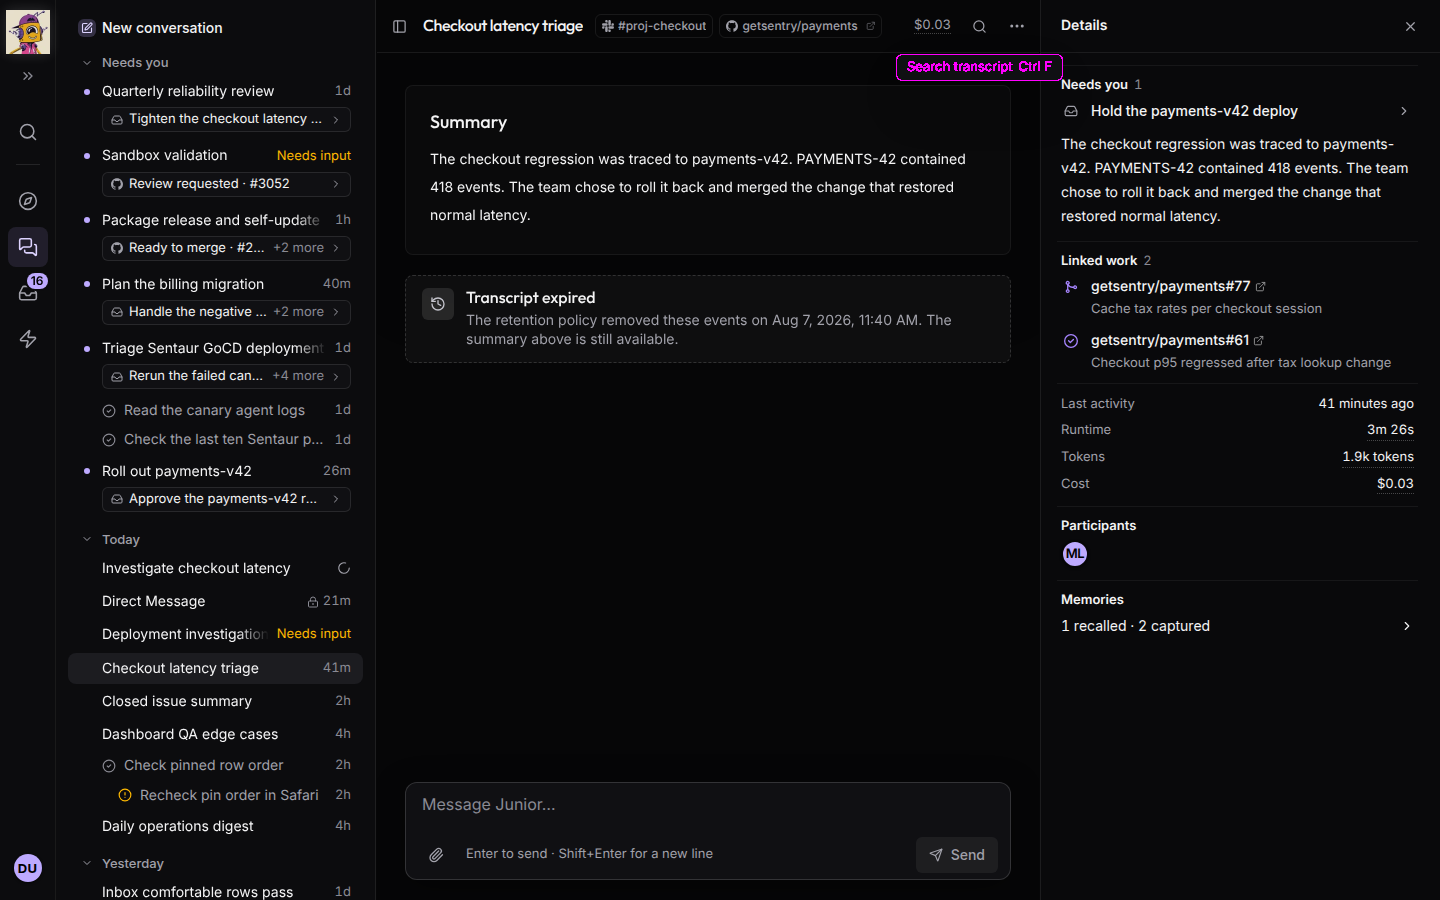 New conversation
Needs you
Quarterly reliability review 1d
Tighten the checkout latency ...
Sandbox validation Needs input
Review requested · #3052
Package release and self-update 1h
Ready to merge · #2... +2 more
Plan the billing migration 40m
Handle the negative ... +2 more
Triage Sentaur GoCD deployment 1d
Rerun the failed can... +4 more
Read the canary agent logs 1d
Check the last ten Sentaur p... 1d
Roll out payments-v42 26m
Approve the payments-v42 r...
Today
Investigate checkout latency
Direct Message 21m
Deployment investigation Needs input
Checkout latency triage 41m
Closed issue summary 2h
Dashboard QA edge cases 4h
Check pinned row order 2h
Recheck pin order in Safari 2h
Daily operations digest 4h
Yesterday
Inbox comfortable rows pass 1d
16
DU
Checkout latency triage #proj-checkout getsentry/payments $0.03
Search transcript Ctrl F
Summary
The checkout regression was traced to payments-v42. PAYMENTS-42 contained
418 events. The team chose to roll it back and merged the change that restored
normal latency.
Transcript expired
The retention policy removed these events on Aug 7, 2026, 11:40 AM. The
summary above is still available.
Message Junior...
Enter to send · Shift+Enter for a new line
Send
Details
Needs you 1
Hold the payments-v42 deploy
The checkout regression was traced to payments-
v42. PAYMENTS-42 contained 418 events. The team
chose to roll it back and merged the change that
restored normal latency.
Linked work 2
getsentry/payments#77
Cache tax rates per checkout session
getsentry/payments#61
Checkout p95 regressed after tax lookup change
Last activity 41 minutes ago
Runtime 3m 26s
Tokens 1.9k tokens
Cost $0.03
Participants
ML
Memories
1 recalled · 2 captured